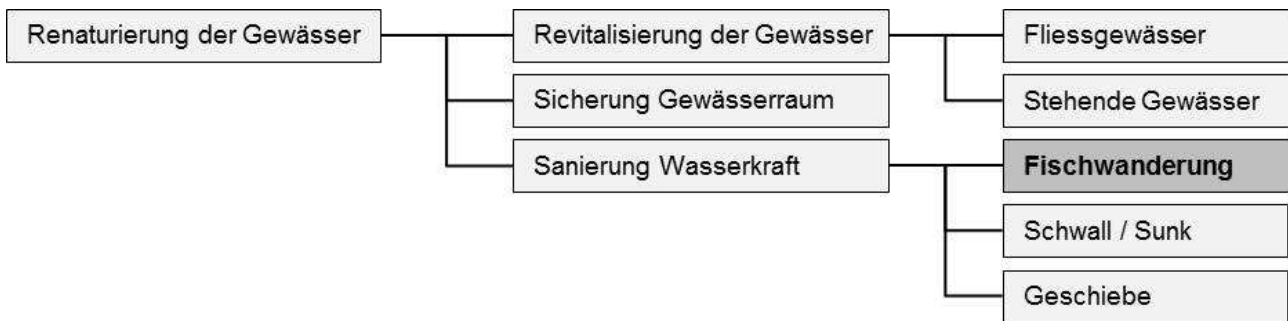 Renaturierung der Gewässer
Revitalisierung der Gewässer
Fliessgewässer
Sicherung Gewässerraum
Stehende Gewässer
Sanierung Wasserkraft
Fischwanderung
Schwall / Sunk
Geschiebe